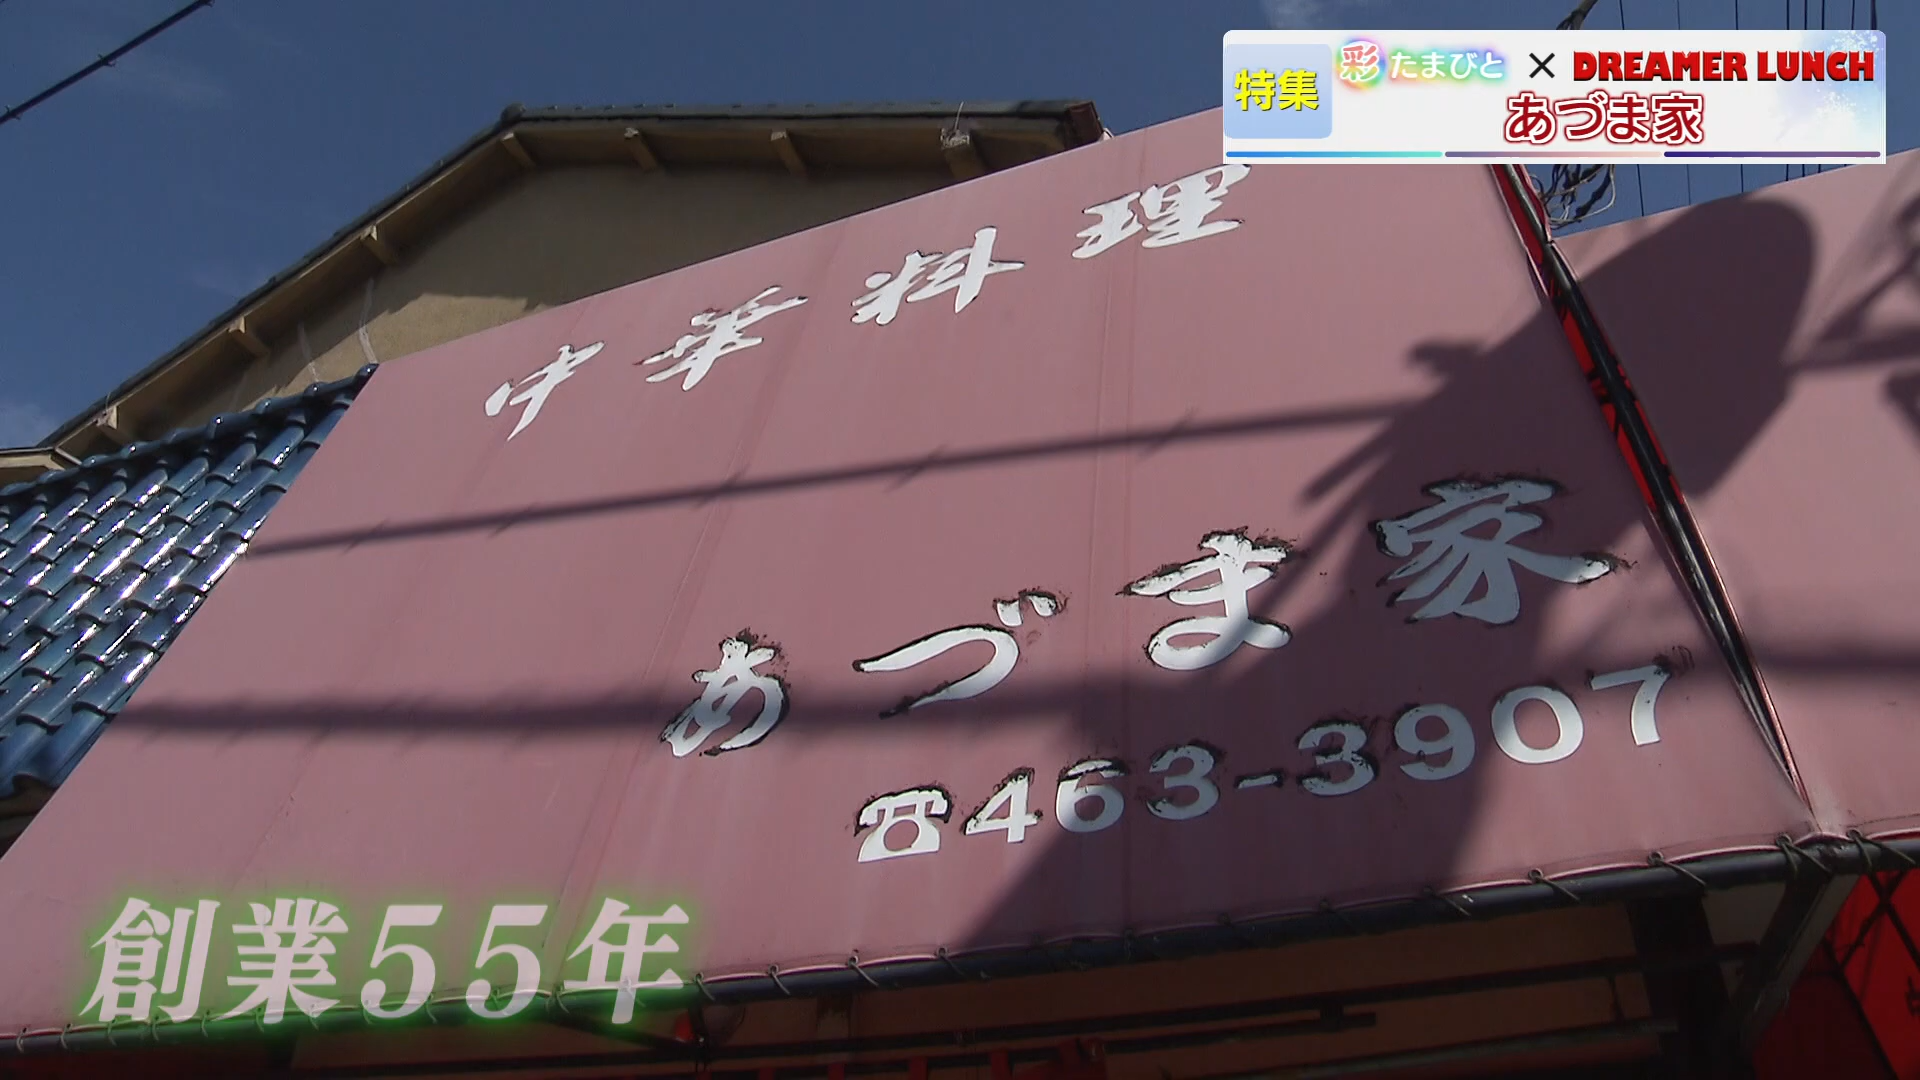 特集
彩たまびと × DREAMER LUNCH
あづま家
中華料理
あづま家
☎463-3907
創業55年